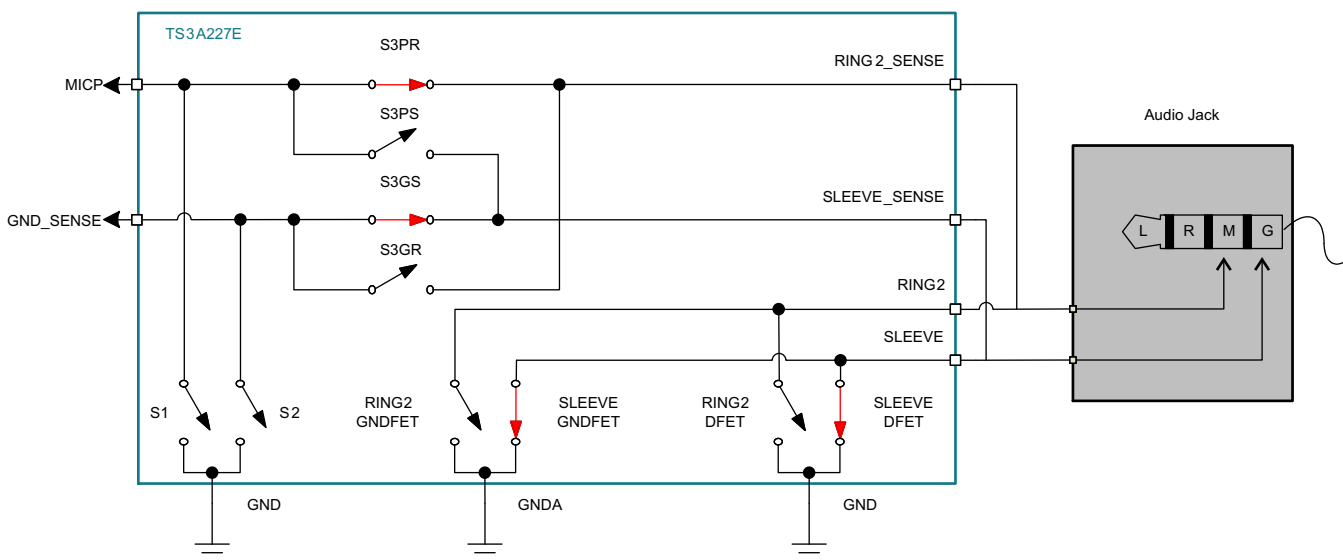 TS3A227E
S3PR
RING2_SENSE
MICP
Audio Jack
S3PS
S3GS
SLEEVE_SENSE
GND_SENSE
L R M G
S3GR
RING2
SLEEVE
S1
S2
RING2
GNDFET
SLEEVE
GNDFET
RING2
DFET
SLEEVE
DFET
GND
GNDA
GND